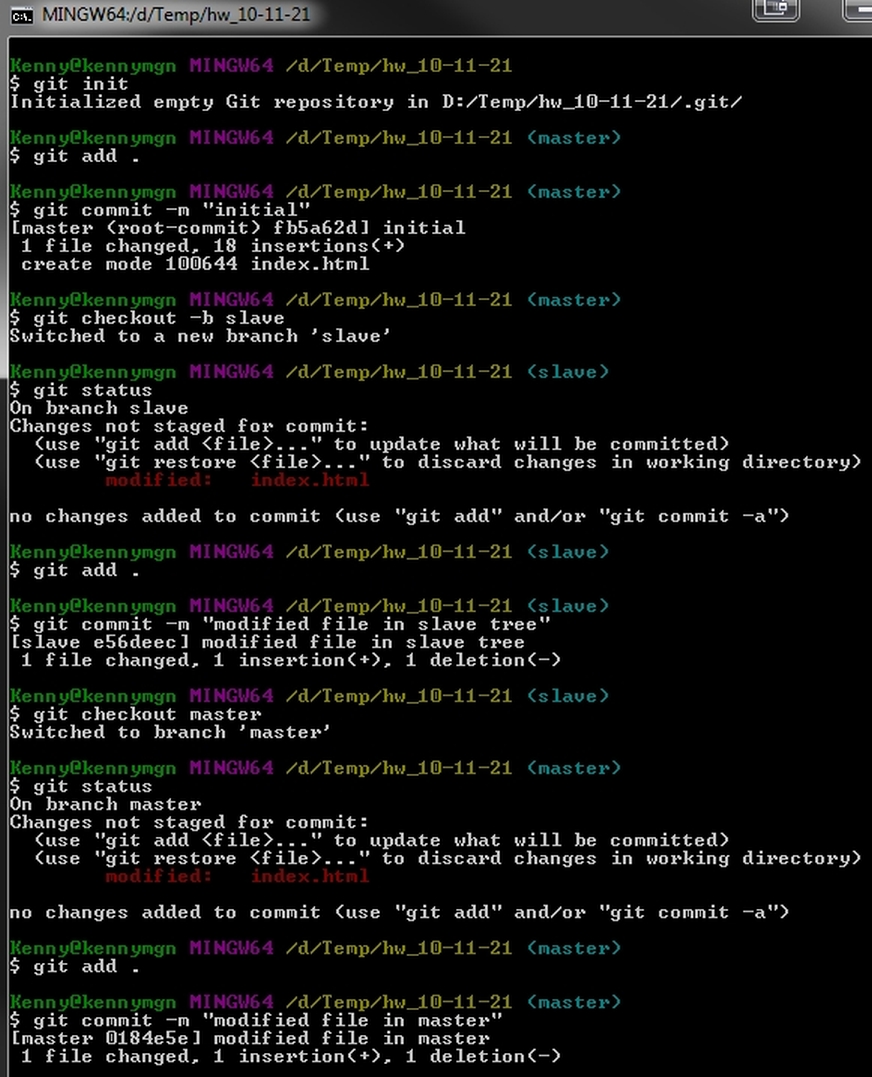 MINGW64:/d/Temp/hw_10-11-21
Kenny@kennymgn MINGW64 /d/Temp/hw_10-11-21
$ git init
Initialized empty Git repository in D:/Temp/hw_10-11-21/.git/
Kenny@kennymgn MINGW64 /d/Temp/hw_10-11-21 (master)
$ git add .
Kenny@kennymgn MINGW64 /d/Temp/hw_10-11-21 (master)
$ git commit -m "initial"
[master (root-commit) fb5a62d] initial
 1 file changed, 18 insertions(+)
 create mode 100644 index.html
Kenny@kennymgn MINGW64 /d/Temp/hw_10-11-21 (master)
$ git checkout -b slave
Switched to a new branch 'slave'
Kenny@kennymgn MINGW64 /d/Temp/hw_10-11-21 (slave)
$ git status
On branch slave
Changes not staged for commit:
  (use "git add <file>..." to update what will be committed)
  (use "git restore <file>..." to discard changes in working directory)
        modified:   index.html
no changes added to commit (use "git add" and/or "git commit -a")
Kenny@kennymgn MINGW64 /d/Temp/hw_10-11-21 (slave)
$ git add .
Kenny@kennymgn MINGW64 /d/Temp/hw_10-11-21 (slave)
$ git commit -m "modified file in slave tree"
[slave e56deec] modified file in slave tree
 1 file changed, 1 insertion(+), 1 deletion(-)
Kenny@kennymgn MINGW64 /d/Temp/hw_10-11-21 (slave)
$ git checkout master
Switched to branch 'master'
Kenny@kennymgn MINGW64 /d/Temp/hw_10-11-21 (master)
$ git status
On branch master
Changes not staged for commit:
  (use "git add <file>..." to update what will be committed)
  (use "git restore <file>..." to discard changes in working directory)
        modified:   index.html
no changes added to commit (use "git add" and/or "git commit -a")
Kenny@kennymgn MINGW64 /d/Temp/hw_10-11-21 (master)
$ git add .
Kenny@kennymgn MINGW64 /d/Temp/hw_10-11-21 (master)
$ git commit -m "modified file in master"
[master 0184e5e] modified file in master
 1 file changed, 1 insertion(+), 1 deletion(-)